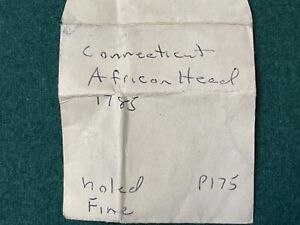 Connecticut
African Head
1785
holed P175
Fine